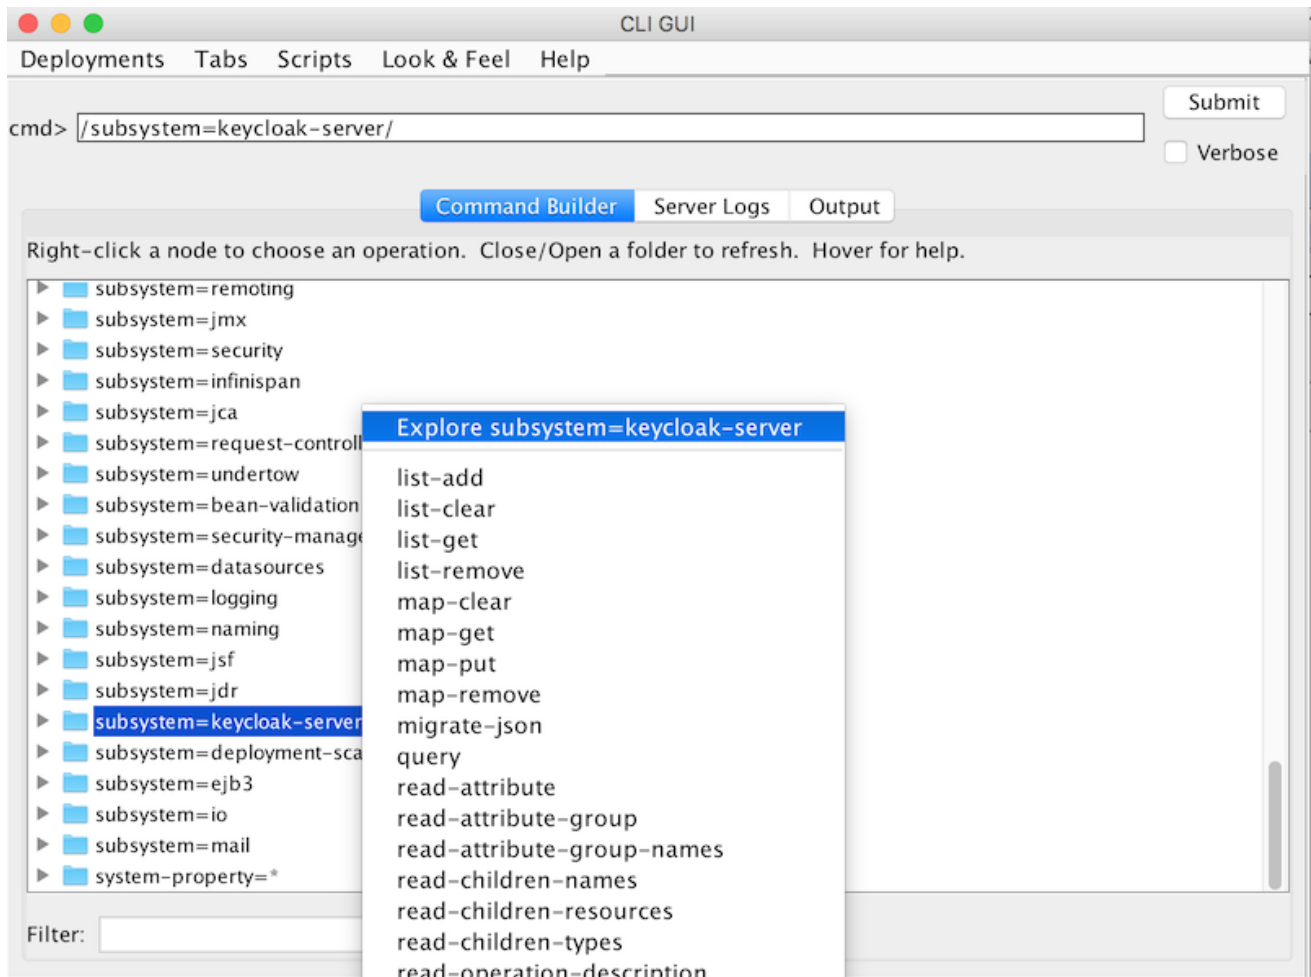 CLI GUI
Deployments Tabs Scripts Look & Feel Help
Submit
cmd> /subsystem=keycloak-server/
Verbose
Command Builder Server Logs Output
Right-click a node to choose an operation. Close/Open a folder to refresh. Hover for help.
subsystem=remoting
subsystem=jmx
subsystem=security
subsystem=infinispan
subsystem=jca
subsystem=request-controll
subsystem=undertow
subsystem=bean-validation
subsystem=security-manage
subsystem=datasources
subsystem=logging
subsystem=naming
subsystem=jsf
subsystem=jdr
subsystem=keycloak-server
subsystem=deployment-sca
subsystem=ejb3
subsystem=io
subsystem=mail
system-property=*
Explore subsystem=keycloak-server
list-add
list-clear
list-get
list-remove
map-clear
map-get
map-put
map-remove
migrate-json
query
read-attribute
read-attribute-group
read-attribute-group-names
read-children-names
read-children-resources
read-children-types
read-operation-description
Filter: